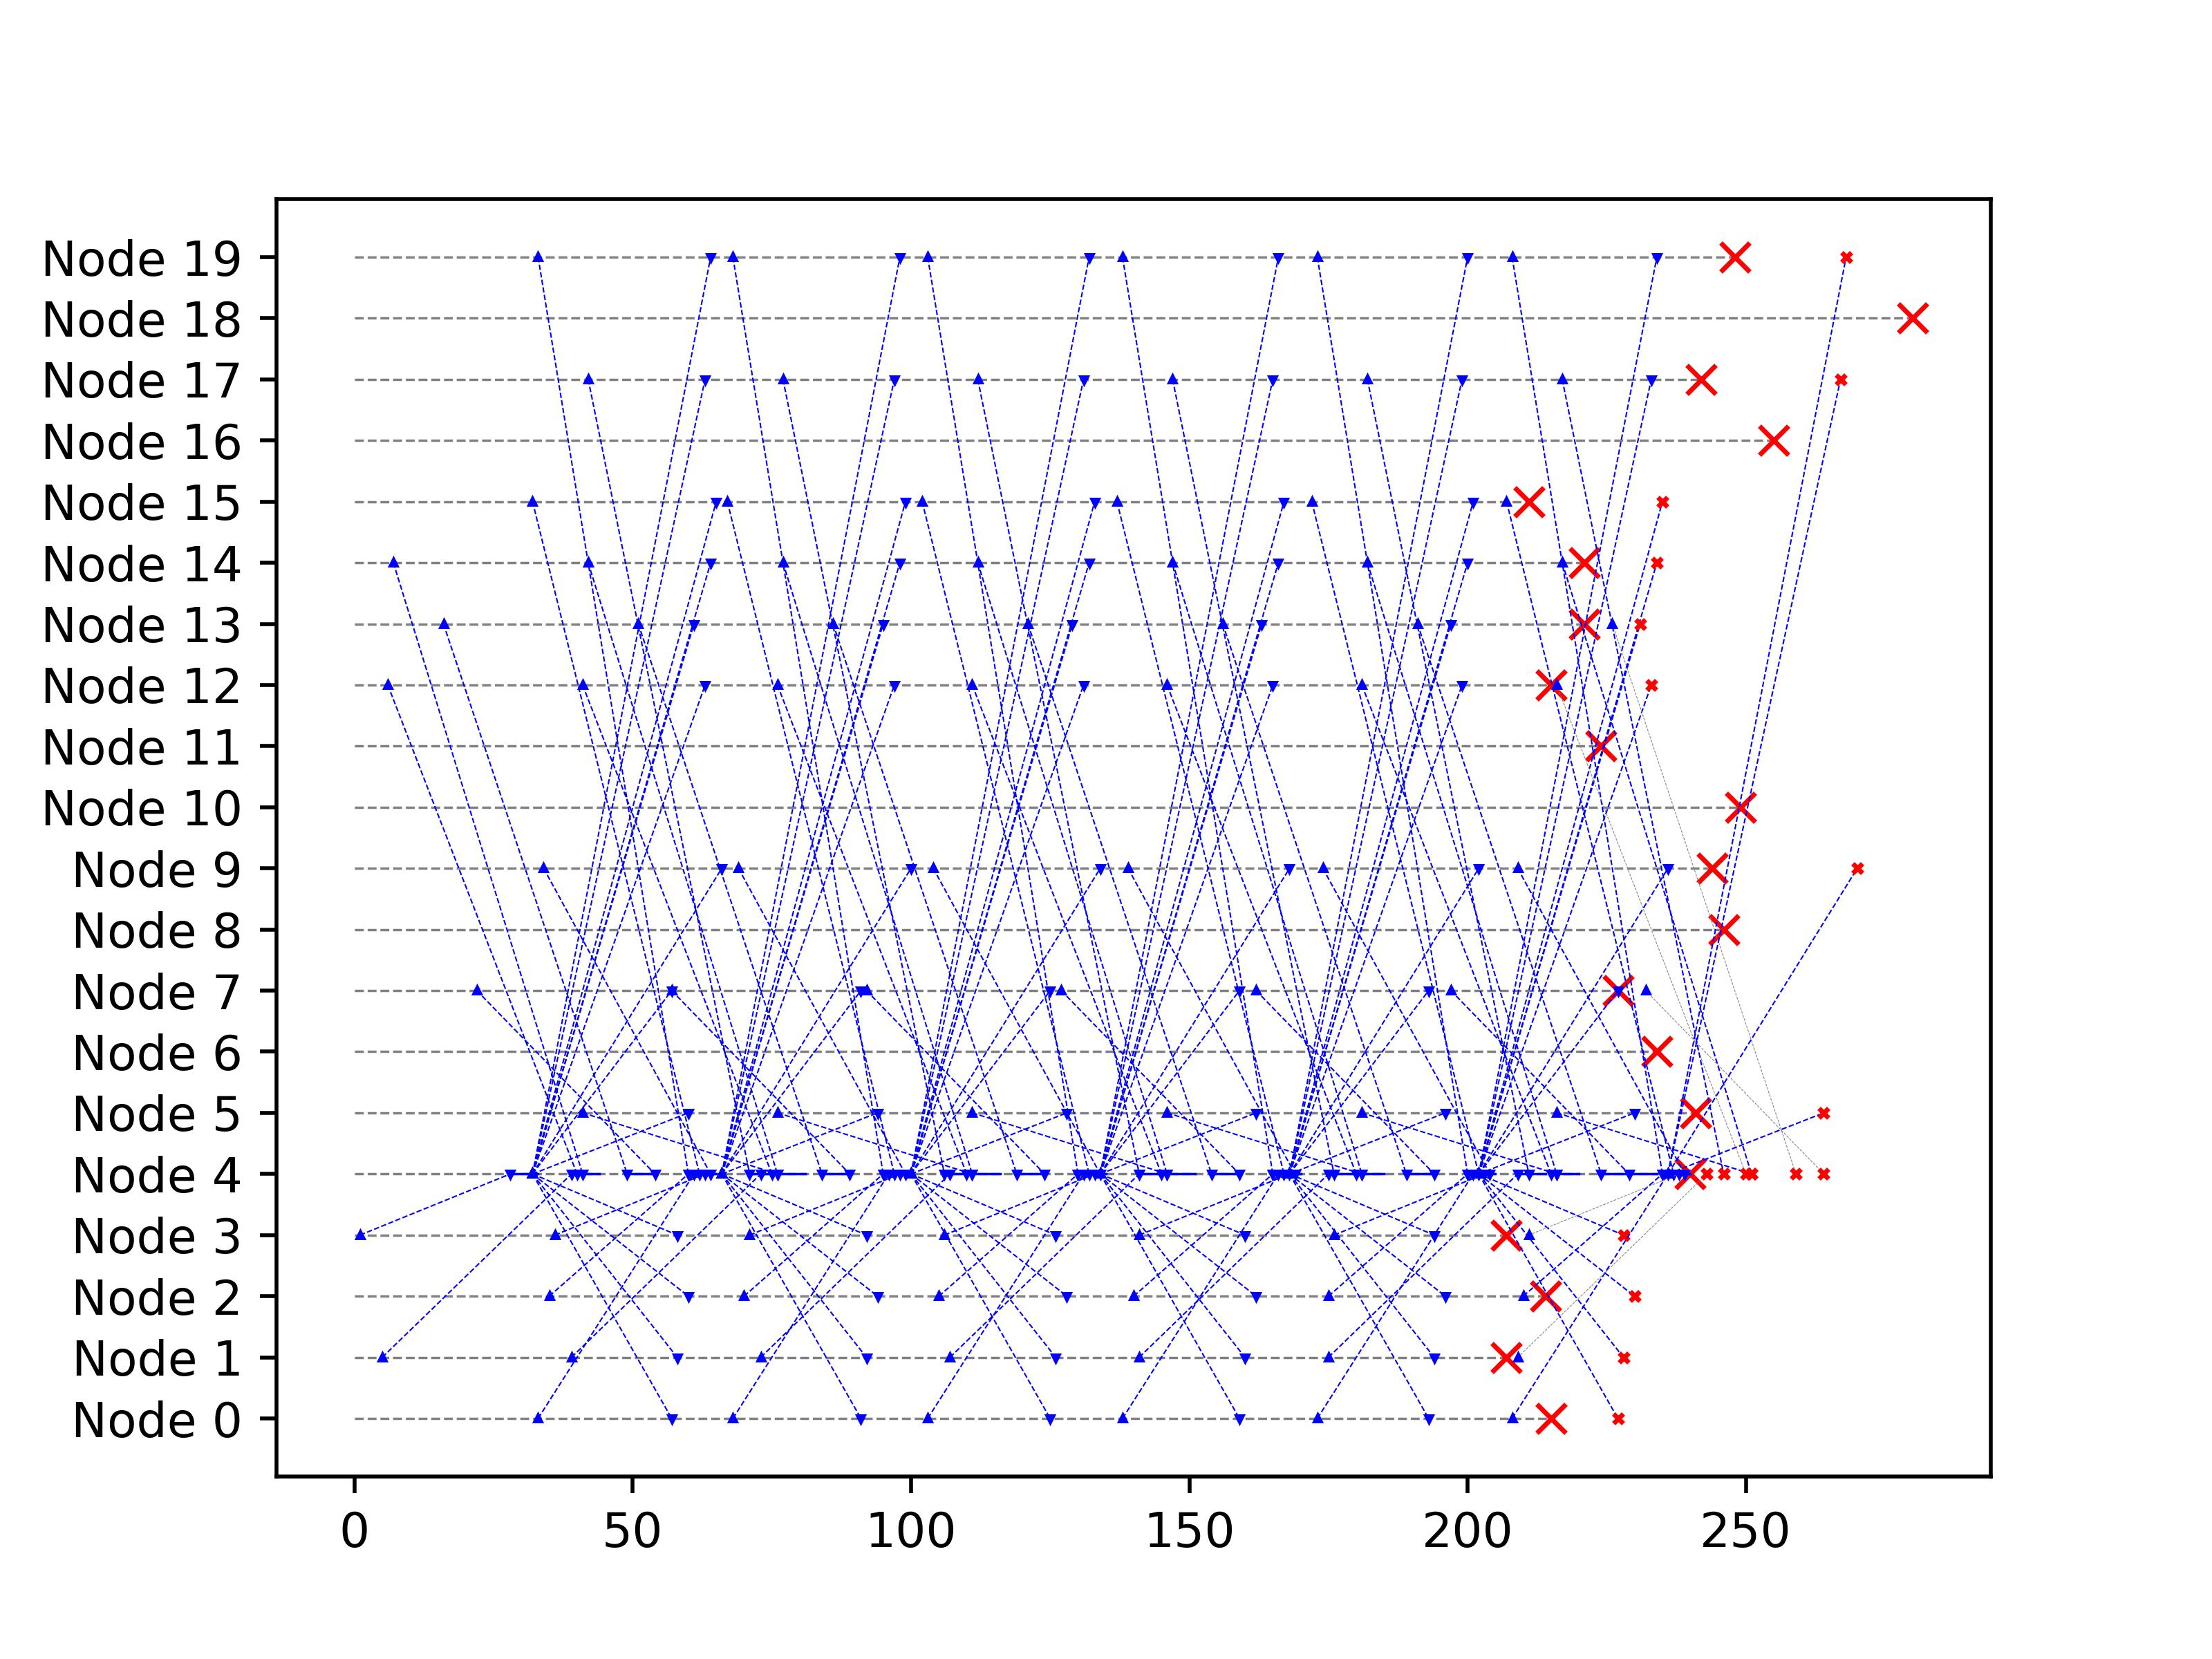 Node 19
Node 18
Node 17
Node 16
Node 15
Node 14
Node 13
Node 12
Node 11
Node 10
Node 9
Node 8
Node 7
Node 6
Node 5
Node 4
Node 3
Node 2
Node 1
Node 0
0 50 100 150 200 250